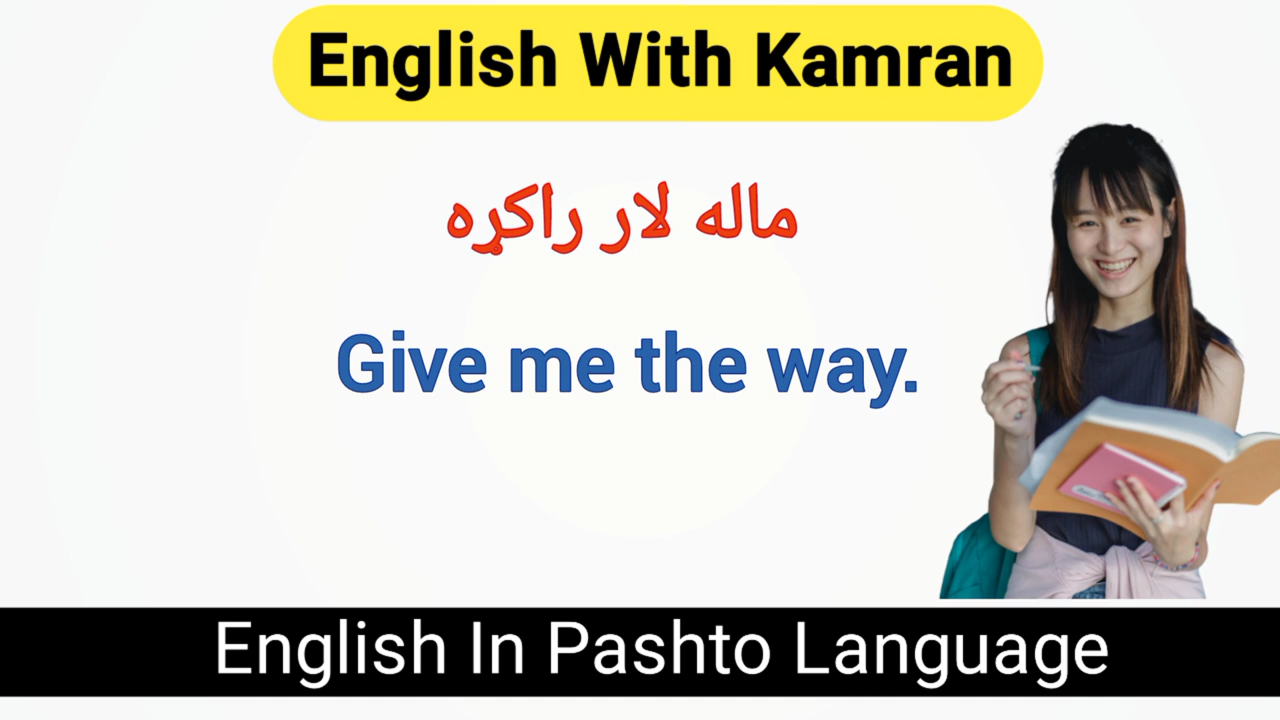 English With Kamran
ماله لار راکړه
Give me the way.
English In Pashto Language